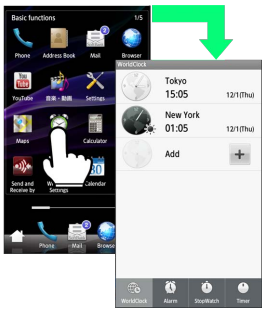 Basic functions 1/5
Phone Address Book Mail Browser
YouTube 音楽・動画 Settings
Maps Calculator
Send and Receive by Settings Calendar
Phone Mail Browse
WorldClock
Tokyo
15:05 12/1(Thu)
New York
01:05 12/1(Thu)
Add
WorldClock Alarm StopWatch Timer